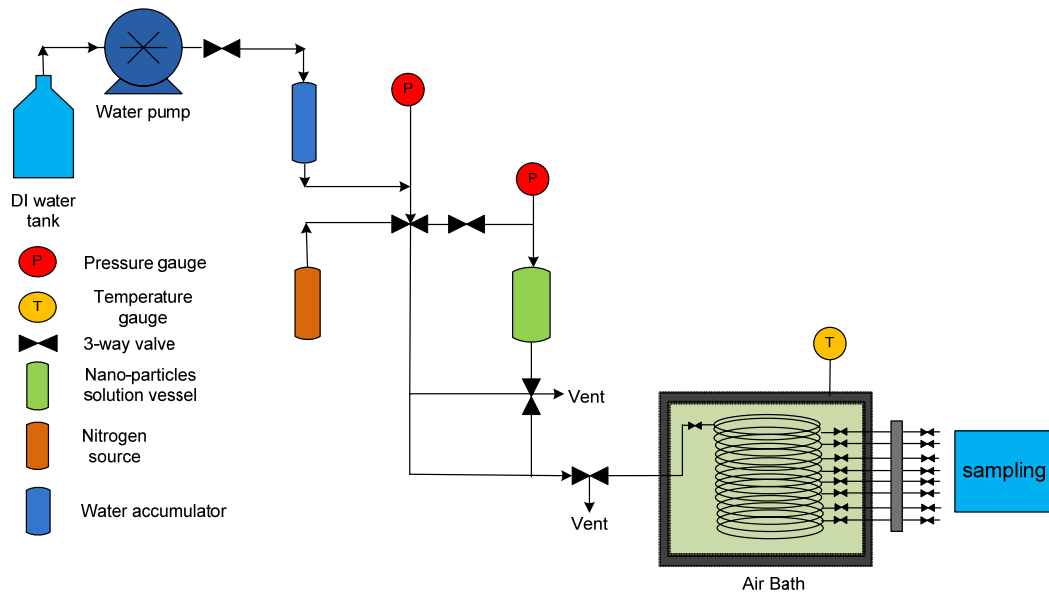 P
Water pump
P
DI water
tank
P
Pressure gauge
T
Temperature
gauge
3-way valve
T
Nano-particles
solution vessel
Vent
Nitrogen
source
sampling
Water accumulator
Vent
Air Bath